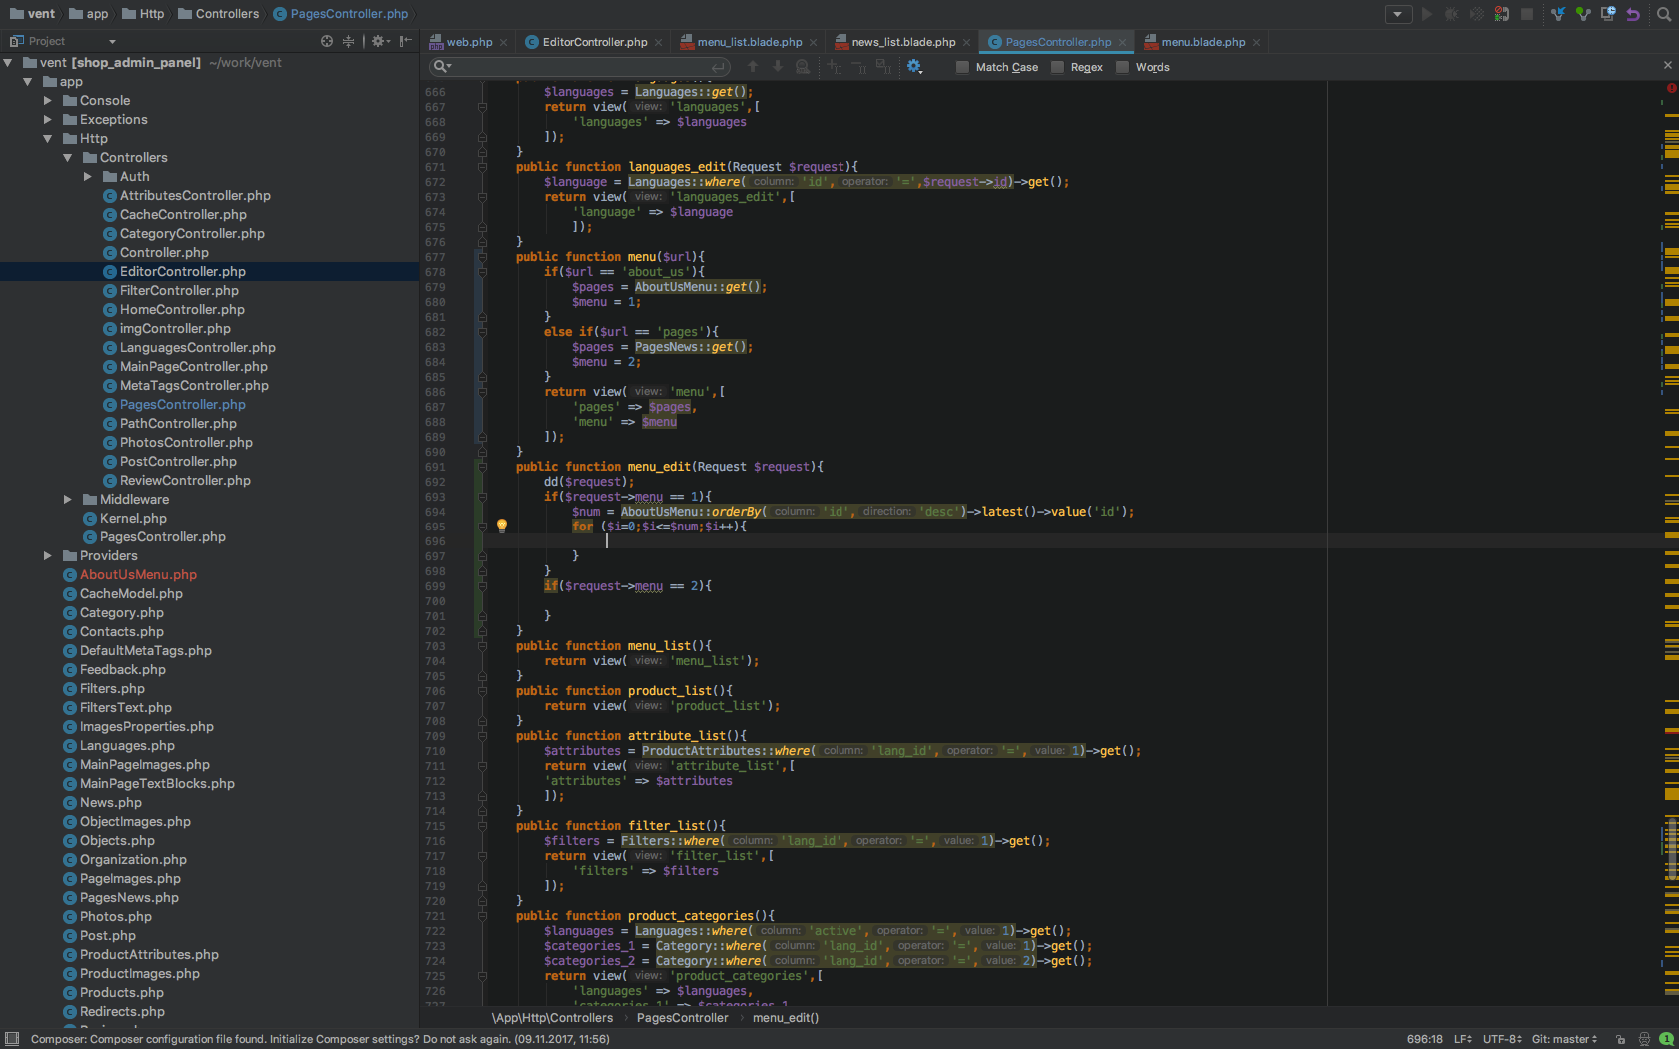 vent app Http Controllers PagesController.php
Project
web.php EditorController.php menu_list.blade.php news_list.blade.php PagesController.php menu.blade.php
Match Case Regex Words
vent [shop_admin_panel] ~/work/vent
app
Console
Exceptions
Http
Controllers
Auth
AttributesController.php
CacheController.php
CategoryController.php
Controller.php
EditorController.php
FilterController.php
HomeController.php
imgController.php
LanguagesController.php
MainPageController.php
MetaTagsController.php
PagesController.php
PathController.php
PhotosController.php
PostController.php
ReviewController.php
Middleware
Kernel.php
PagesController.php
Providers
AboutUsMenu.php
CacheModel.php
Category.php
Contacts.php
DefaultMetaTags.php
Feedback.php
Filters.php
FiltersText.php
ImagesProperties.php
Languages.php
MainPageImages.php
MainPageTextBlocks.php
News.php
ObjectImages.php
Objects.php
Organization.php
PageImages.php
PagesNews.php
Photos.php
Post.php
ProductAttributes.php
ProductImages.php
Products.php
Redirects.php
666 $languages = Languages::get();
667 return view( view: 'languages',[
668 'languages' => $languages
669 ]);
670 }
671 public function languages_edit(Request $request){
672 $language = Languages::where( column: 'id', operator: '=',$request->id)->get();
673 return view( view: 'languages_edit',[
674 'language' => $language
675 ]);
676 }
677 public function menu($url){
678 if($url == 'about_us'){
679 $pages = AboutUsMenu::get();
680 $menu = 1;
681 }
682 else if($url == 'pages'){
683 $pages = PagesNews::get();
684 $menu = 2;
685 }
686 return view( view: 'menu',[
687 'pages' => $pages,
688 'menu' => $menu
689 ]);
690 }
691 public function menu_edit(Request $request){
692 dd($request);
693 if($request->menu == 1){
694 $num = AboutUsMenu::orderBy( column: 'id', direction: 'desc')->latest()->value('id');
695 for ($i=0;$i<=$num;$i++){
696
697 }
698 }
699 if($request->menu == 2){
700
701 }
702 }
703 public function menu_list(){
704 return view( view: 'menu_list');
705 }
706 public function product_list(){
707 return view( view: 'product_list');
708 }
709 public function attribute_list(){
710 $attributes = ProductAttributes::where( column: 'lang_id', operator: '=', value: 1)->get();
711 return view( view: 'attribute_list',[
712 'attributes' => $attributes
713 ]);
714 }
715 public function filter_list(){
716 $filters = Filters::where( column: 'lang_id', operator: '=', value: 1)->get();
717 return view( view: 'filter_list',[
718 'filters' => $filters
719 ]);
720 }
721 public function product_categories(){
722 $languages = Languages::where( column: 'active', operator: '=', value: 1)->get();
723 $categories_1 = Category::where( column: 'lang_id', operator: '=', value: 1)->get();
724 $categories_2 = Category::where( column: 'lang_id', operator: '=', value: 2)->get();
725 return view( view: 'product_categories',[
726 'languages' => $languages,
727 'categories_1' => $categories_1
\App\Http\Controllers PagesController menu_edit()
Composer: Composer configuration file found. Initialize Composer settings? Do not ask again. (09.11.2017, 11:56) 696:18 LF UTF-8 Git: master 1